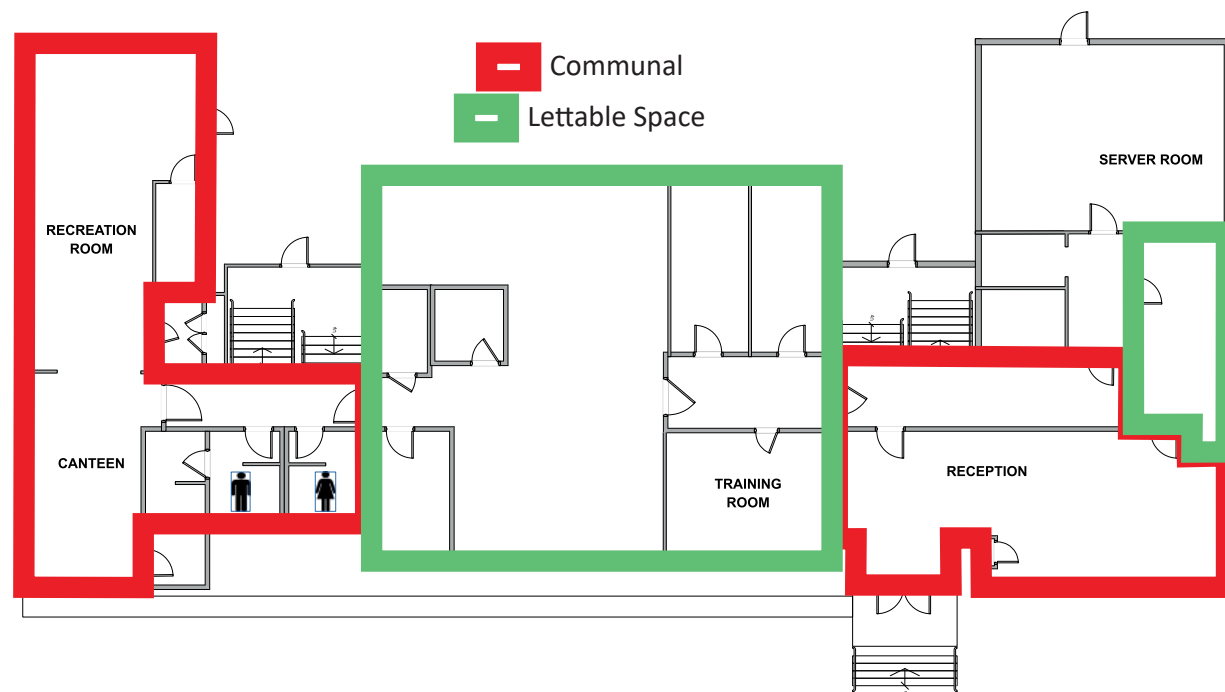 Communal
Lettable Space
SERVER ROOM
RECREATION
ROOM
CANTEEN
TRAINING
ROOM
RECEPTION